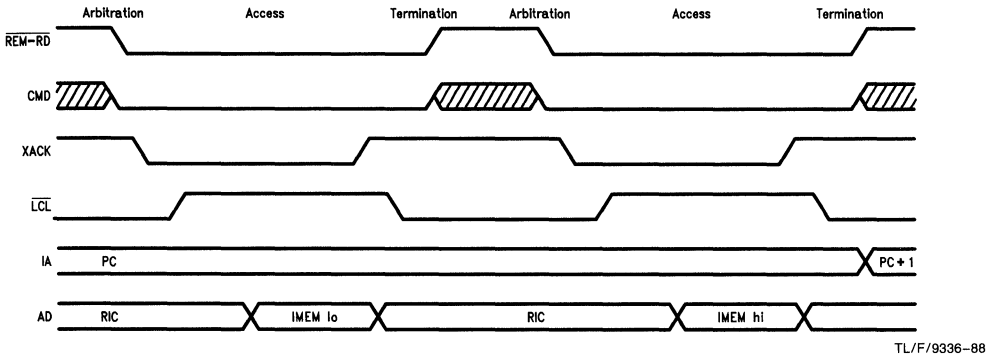 Arbitration Access Termination Arbitration Access Termination
REM-RD
CMD
XACK
LCL
IA PC PC + 1
AD RIC IMEM lo RIC IMEM hi
TL/F/9336-88